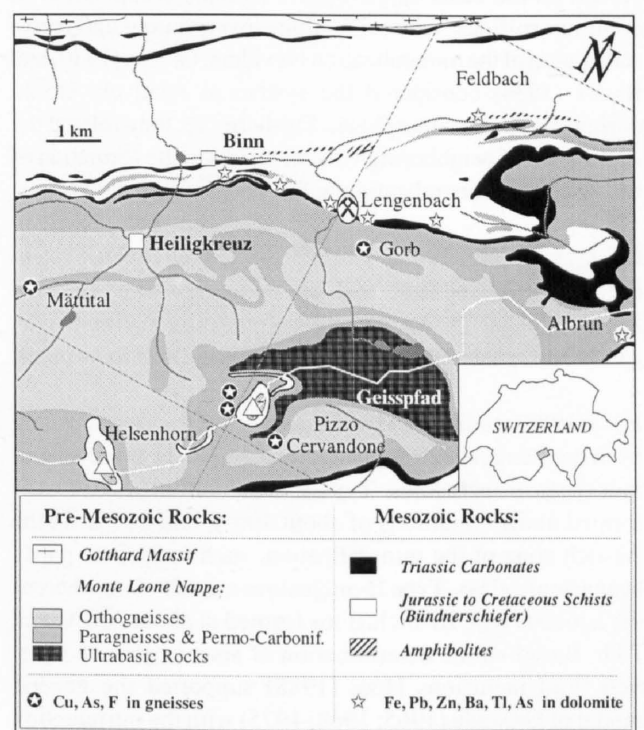 N
Feldbach
1 km
Binn
Lengenbach
Heiligkreuz
Gorb
Mättital
Albrun
Geisspfad
Helsenhorn
Pizzo
Cervandone
SWITZERLAND
Pre-Mesozoic Rocks:
Gotthard Massif
Monte Leone Nappe:
Orthogneisses
Paragneisses & Permo-Carbonif.
Ultrabasic Rocks
Cu, As, F in gneisses
Mesozoic Rocks:
Triassic Carbonates
Jurassic to Cretaceous Schists
(Bündnerschiefer)
Amphibolites
Fe, Pb, Zn, Ba, Tl, As in dolomite